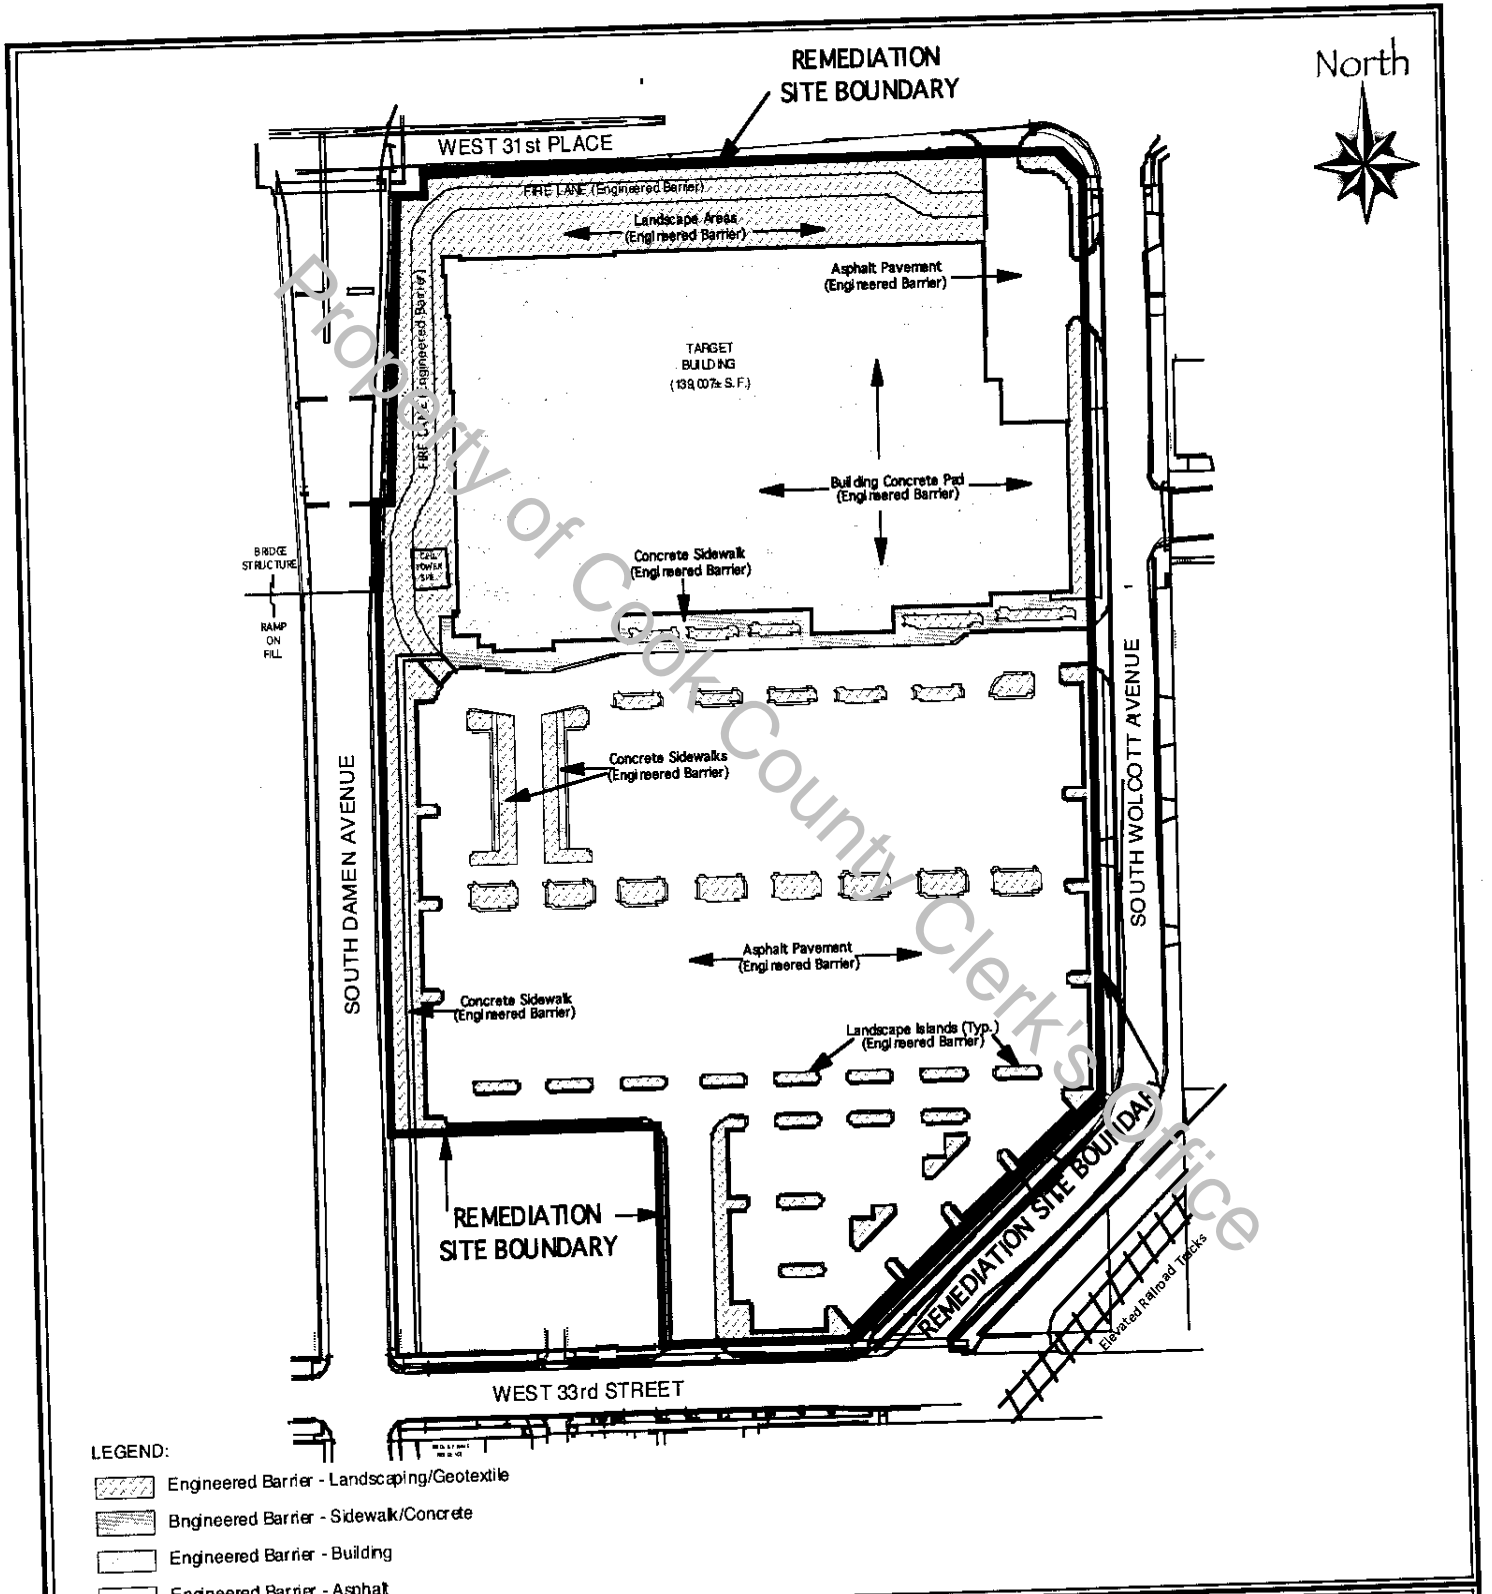 REMEDIATION
SITE BOUNDARY
North
WEST 31st PLACE
FIRE LANE (Engineered Barrier)
Landscape Areas
(Engineered Barrier)
Asphalt Pavement
(Engineered Barrier)
FIRE LANE (Engineered Barrier)
TARGET
BUILDING
(139,007± S.F.)
Building Concrete Pad
(Engineered Barrier)
Concrete Sidewalk
(Engineered Barrier)
BRIDGE
STRUCTURE
RAMP
ON
FILL
TOWER
Concrete Sidewalks
(Engineered Barrier)
SOUTH DAMEN AVENUE
SOUTH WOLCOTT AVENUE
Asphalt Pavement
(Engineered Barrier)
Concrete Sidewalk
(Engineered Barrier)
Landscape Islands (Typ.)
(Engineered Barrier)
REMEDIATION
SITE BOUNDARY
REMEDIATION SITE BOUNDAR
Elevated Railroad Tracks
WEST 33rd STREET
LEGEND:
Engineered Barrier - Landscaping/Geotextile
Bngineered Barrier - Sidewalk/Concrete
Engineered Barrier - Building
Engineered Barrier - Asphalt
Property of Cook County Clerk's Office